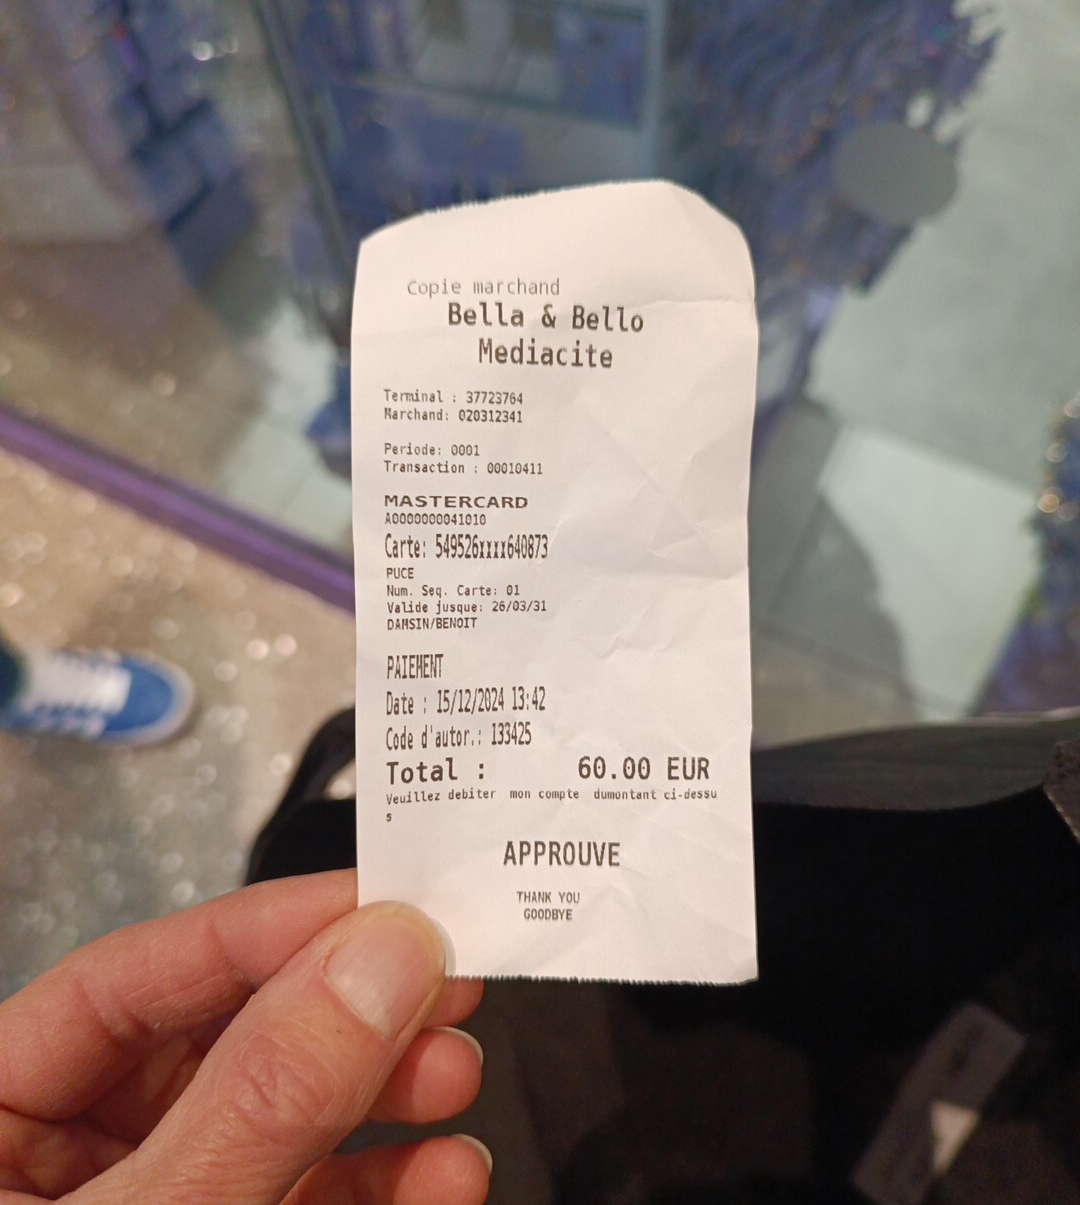 Copie marchand
Bella & Bello
Mediacite
Terminal : 37723764
Marchand: 020312341
Periode: 0001
Transaction : 00010411
MASTERCARD
A0000000041010
Carte: 549526xxxx640873
PUCE
Num. Seq. Carte: 01
Valide jusque: 26/03/31
DAMSIN/BENOIT
PAIEMENT
Date : 15/12/2024 13:42
Code d'autor.: 133425
Total : 60.00 EUR
Veuillez debiter mon compte dumontant ci-dessu
s
APPROUVE
THANK YOU
GOODBYE